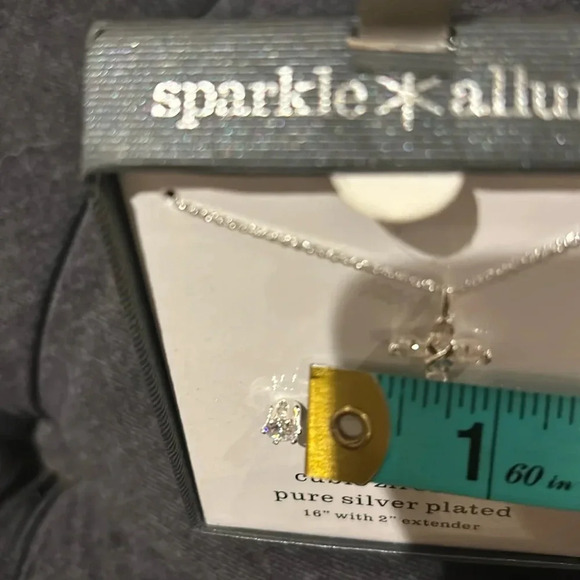 sparkle*allu
1
60 in
pure silver plated
16" with 2" extender